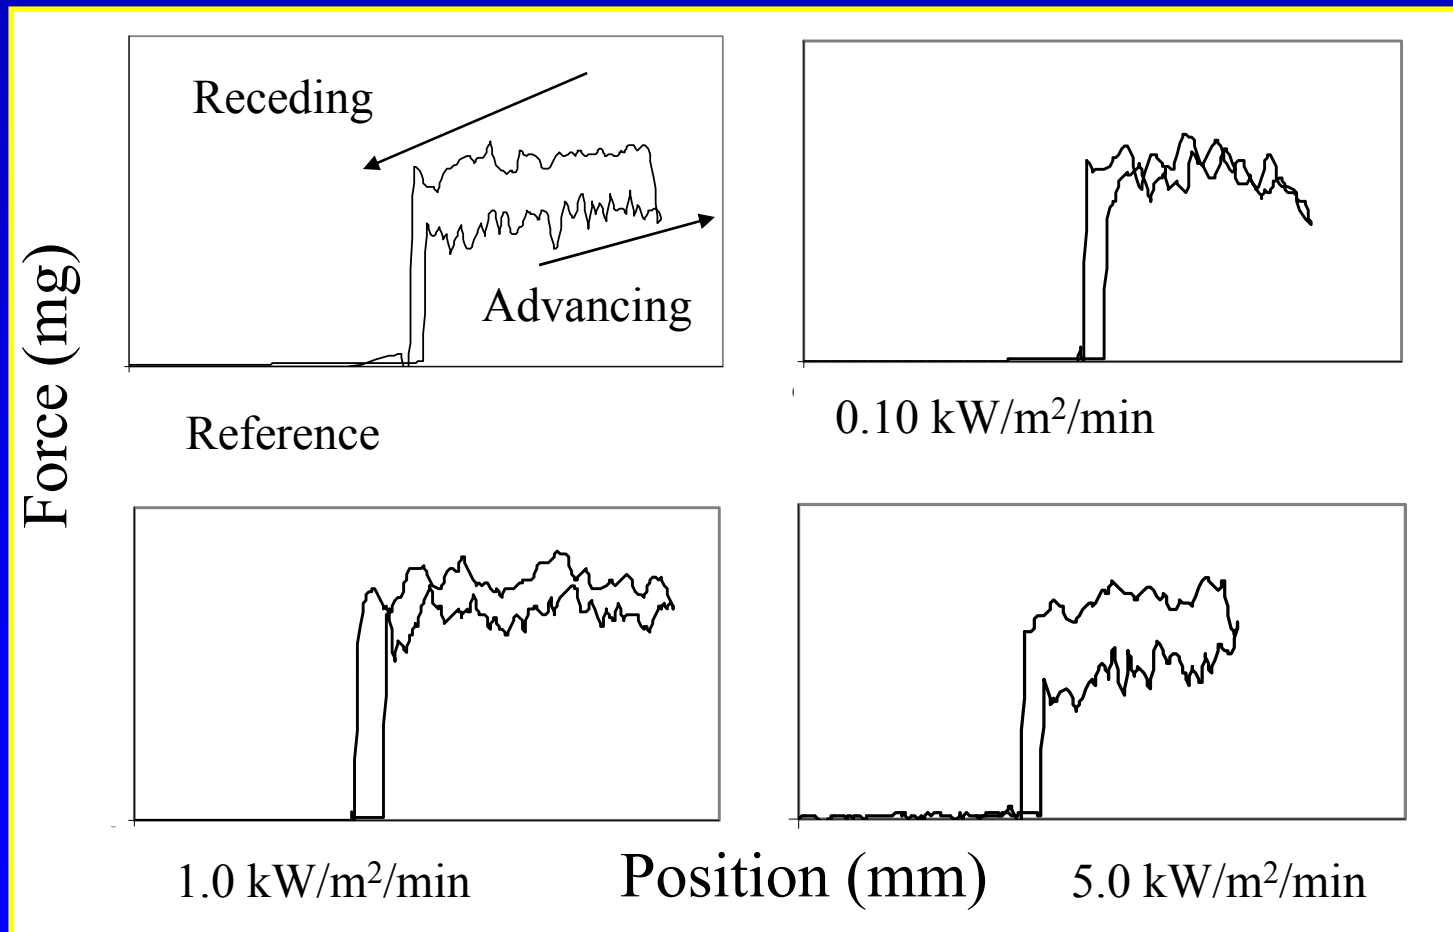 Force (mg)
Receding
Advancing
Reference
0.10 kW/m²/min
1.0 kW/m²/min
Position (mm)
5.0 kW/m²/min